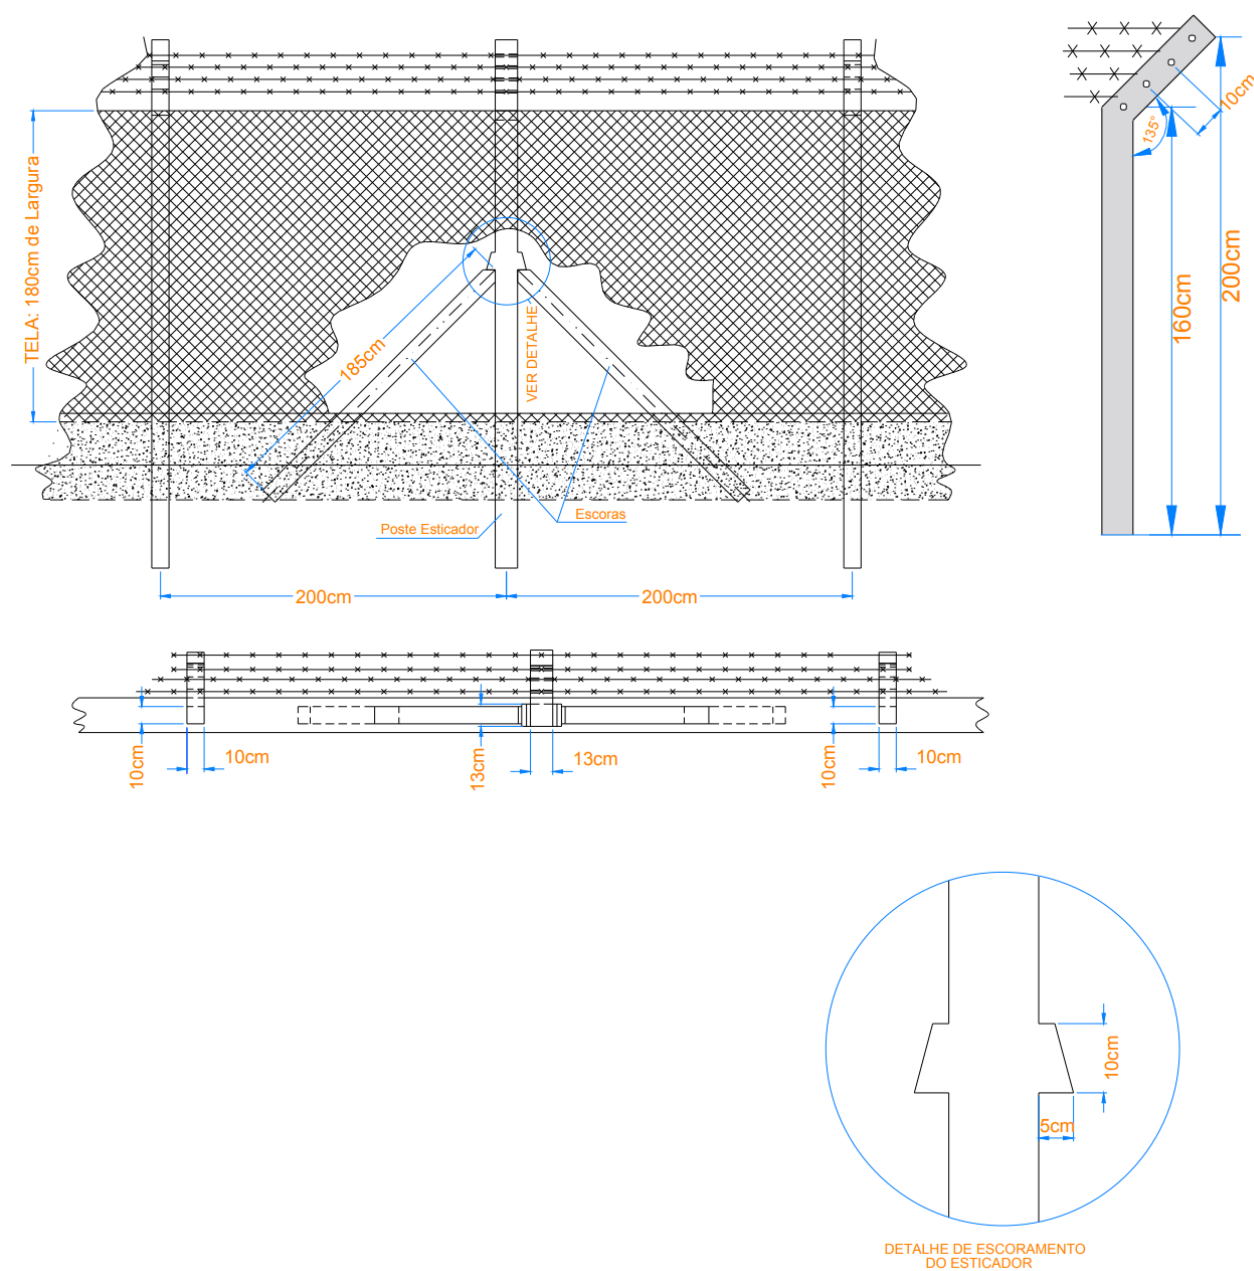 TELA: 180cm de Largura
185cm
VER DETALHE
Poste Esticador
Escoras
200cm
200cm
10cm
135°
160cm
200cm
10cm
10cm
13cm
13cm
10cm
10cm
10cm
5cm
DETALHE DE ESCORAMENTO
DO ESTICADOR